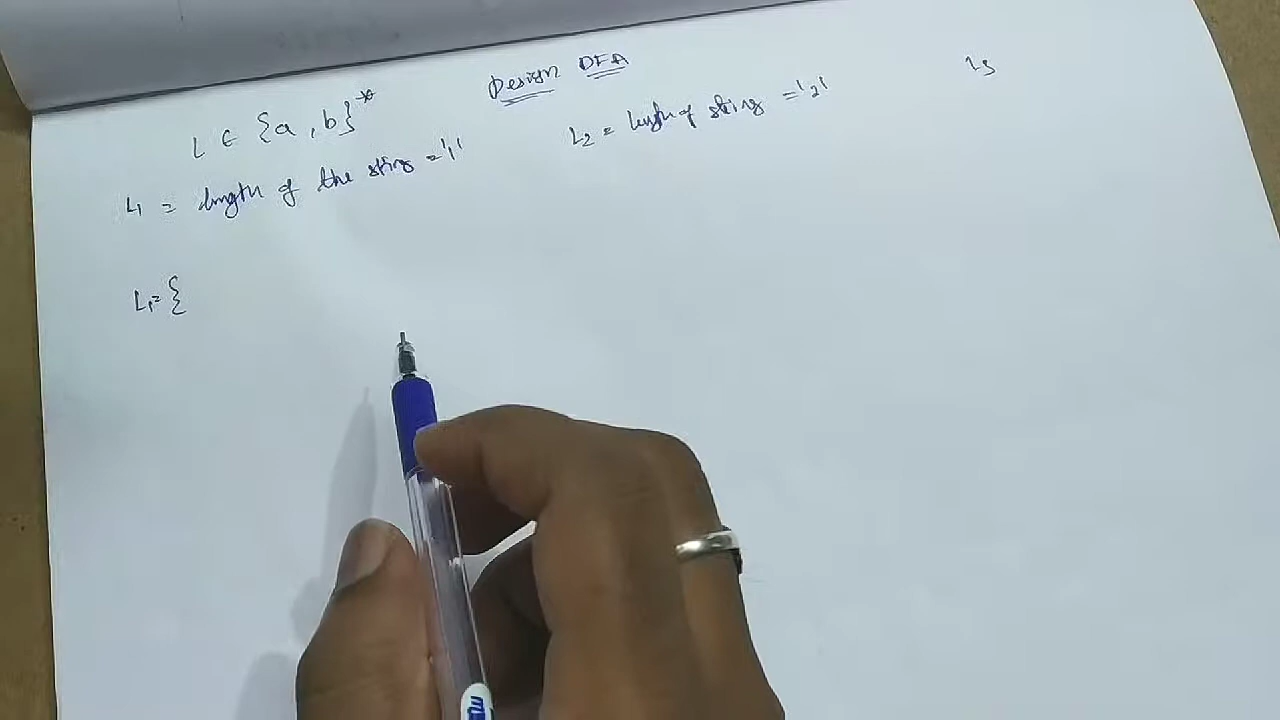 Design DFA
L ∈ {a, b}*
L1 = length of the string = '1'
L2 = length of string = '2'
L3
L1 = {